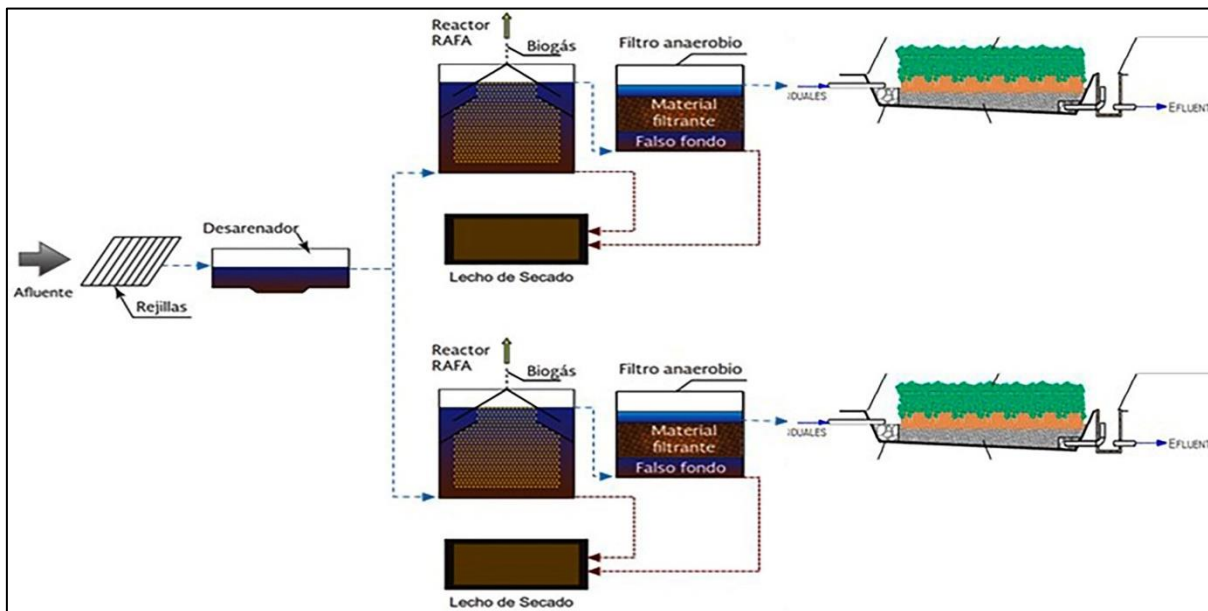 Reactor
RAFA
Biogás
Filtro anaerobio
Material
filtrante
Falso fondo
IDUALES
EFLUENT
Lecho de Secado
Desarenador
Afluente
Rejillas
Reactor
RAFA
Biogás
Filtro anaerobio
Material
filtrante
Falso fondo
IDUALES
EFLUENT
Lecho de Secado